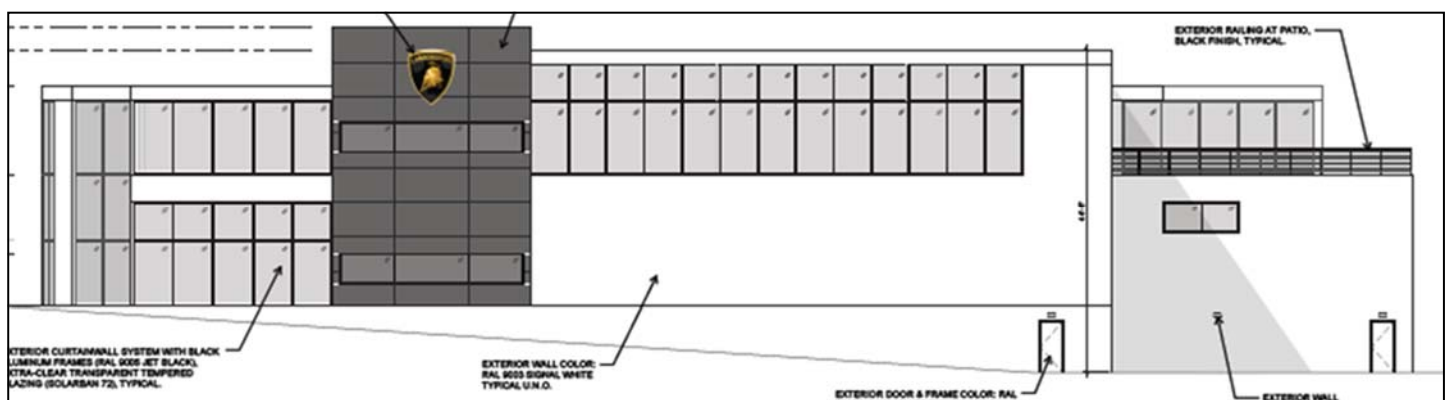 EXTERIOR RAILING AT PATIO,
BLACK FINISH, TYPICAL.
XTERIOR CURTAINWALL SYSTEM WITH BLACK
LUMINUM FRAMES (RAL 9005 JET BLACK),
XTRA-CLEAR TRANSPARENT TEMPERED
LAZING (SOLARBAN 72), TYPICAL.
EXTERIOR WALL COLOR:
RAL 9003 SIGNAL WHITE
TYPICAL U.N.O.
EXTERIOR DOOR & FRAME COLOR: RAL
EXTERIOR WALL